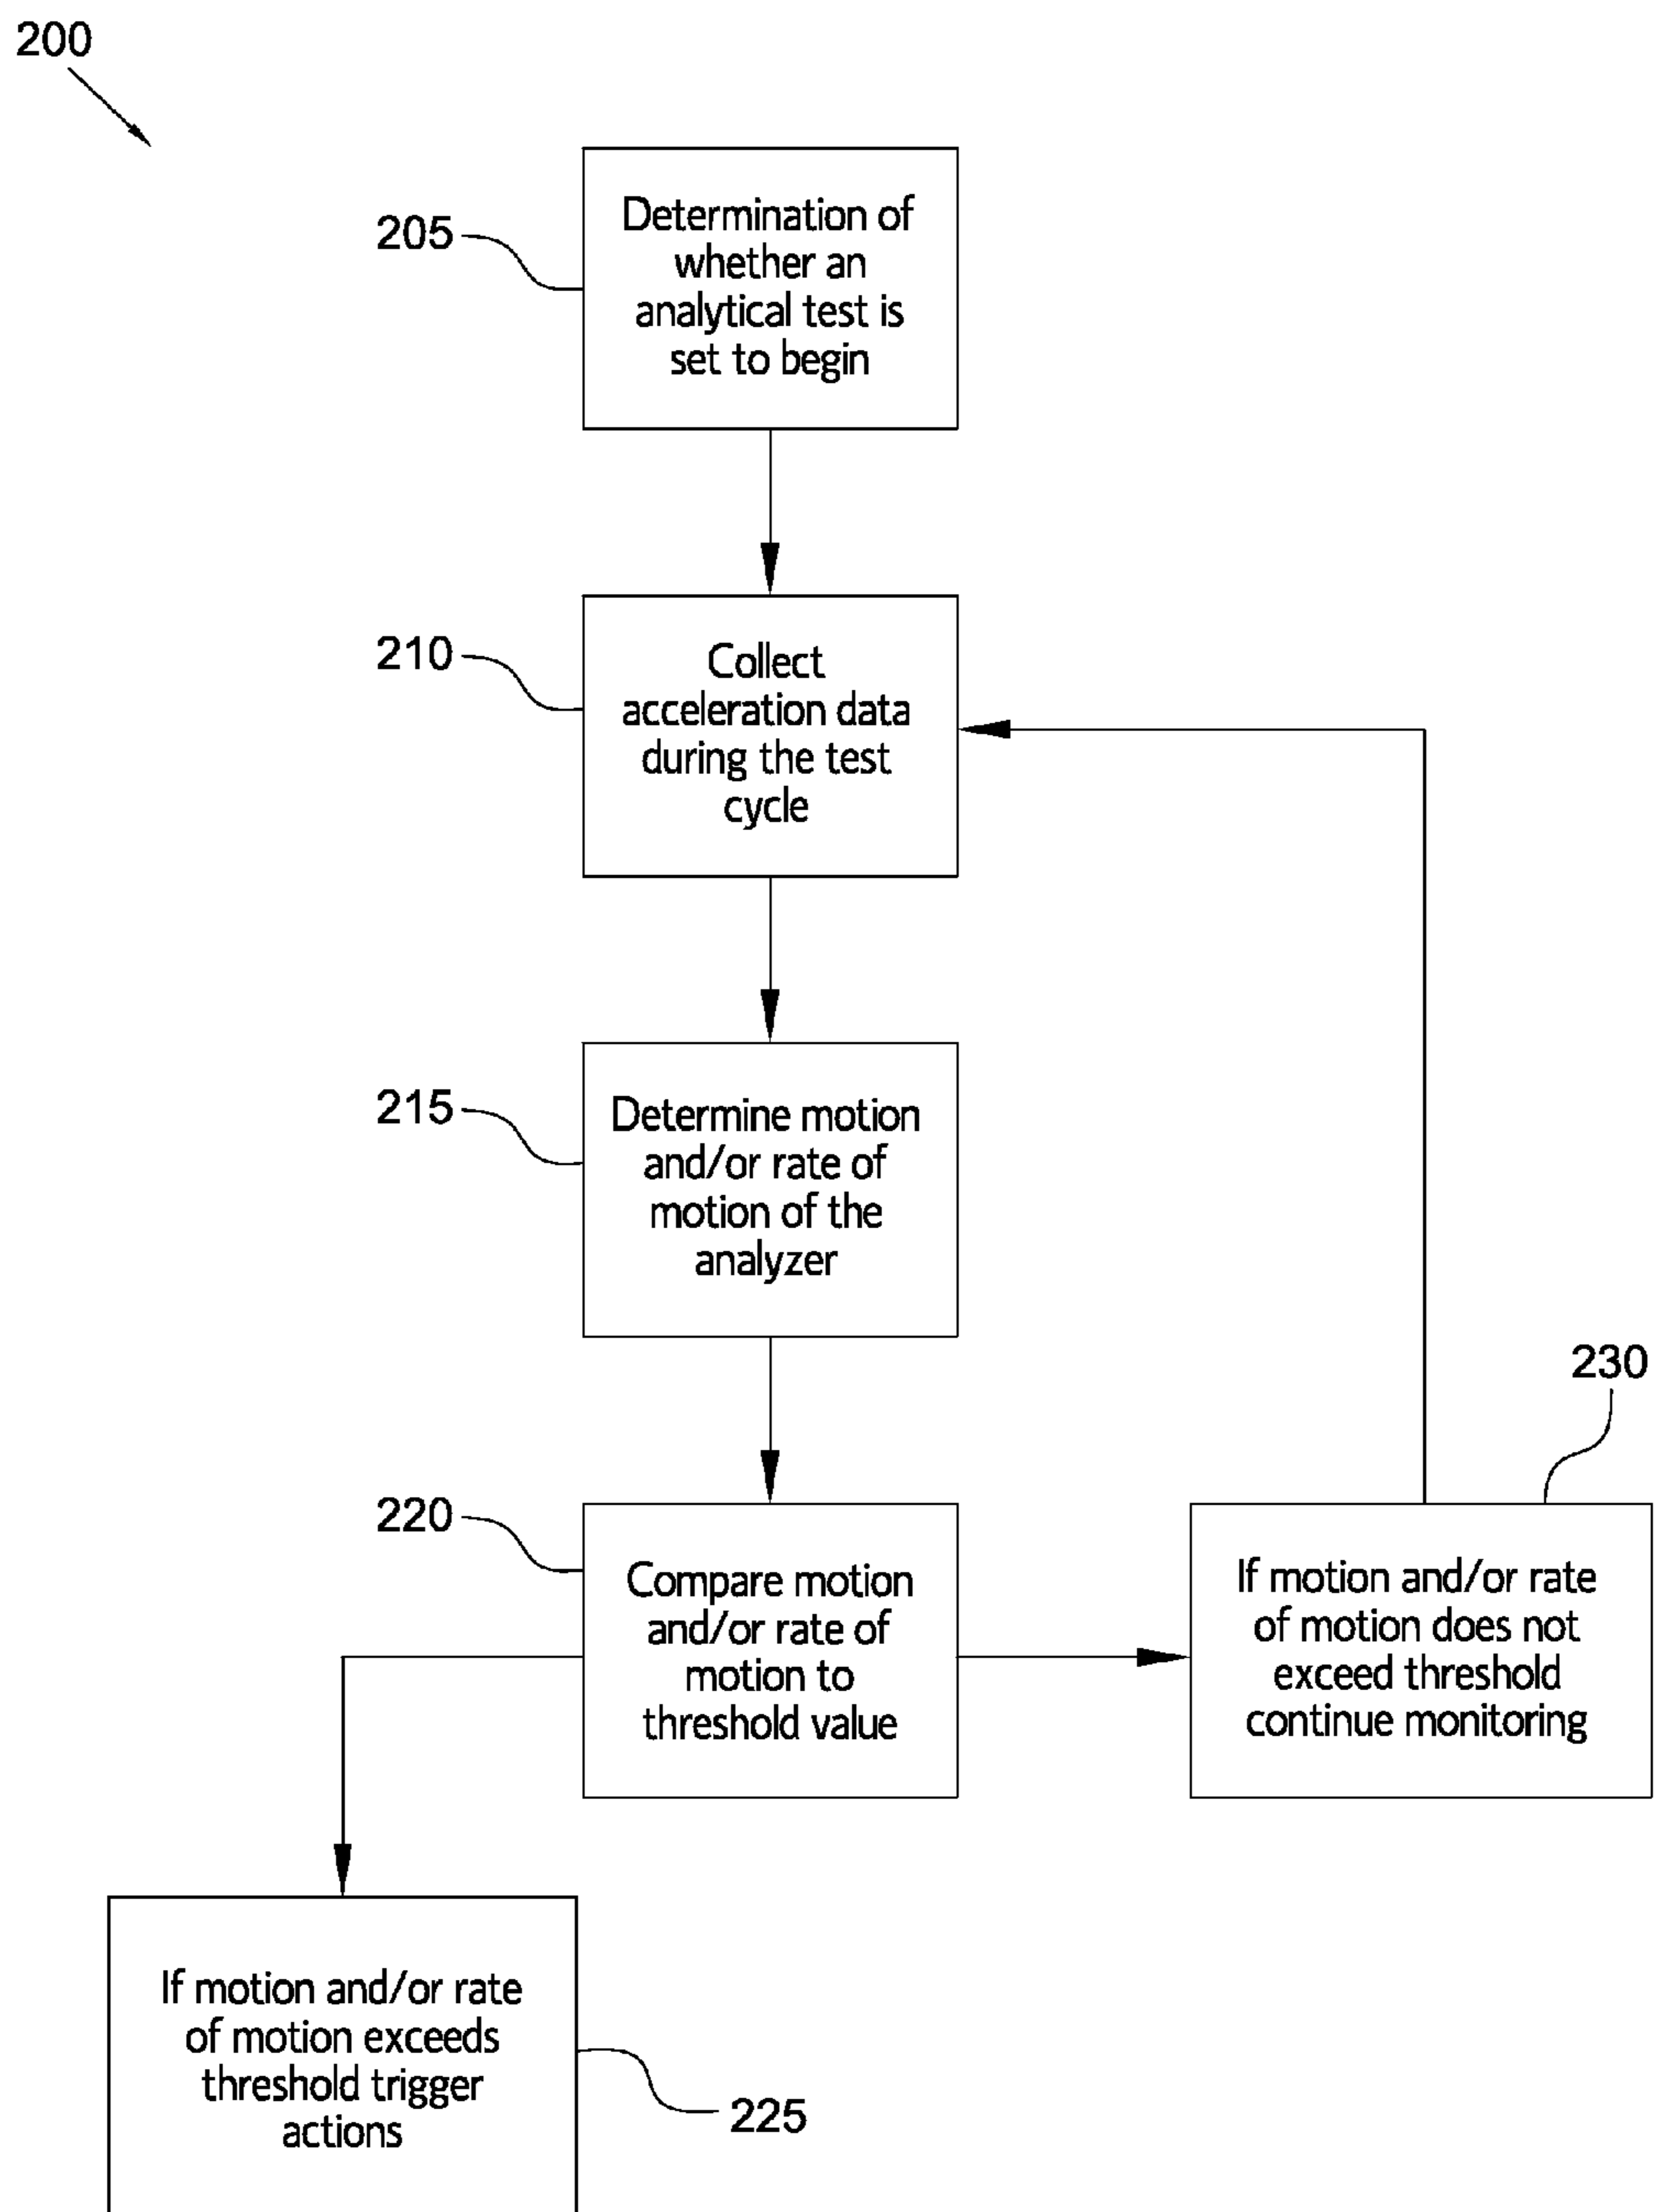 200
205
Determination of
whether an
analytical test is
set to begin
210
Collect
acceleration data
during the test
cycle
215
Determine motion
and/or rate of
motion of the
analyzer
230
220
Compare motion
and/or rate of
motion to
threshold value
If motion and/or rate
of motion does not
exceed threshold
continue monitoring
If motion and/or rate
of motion exceeds
threshold trigger
actions
225